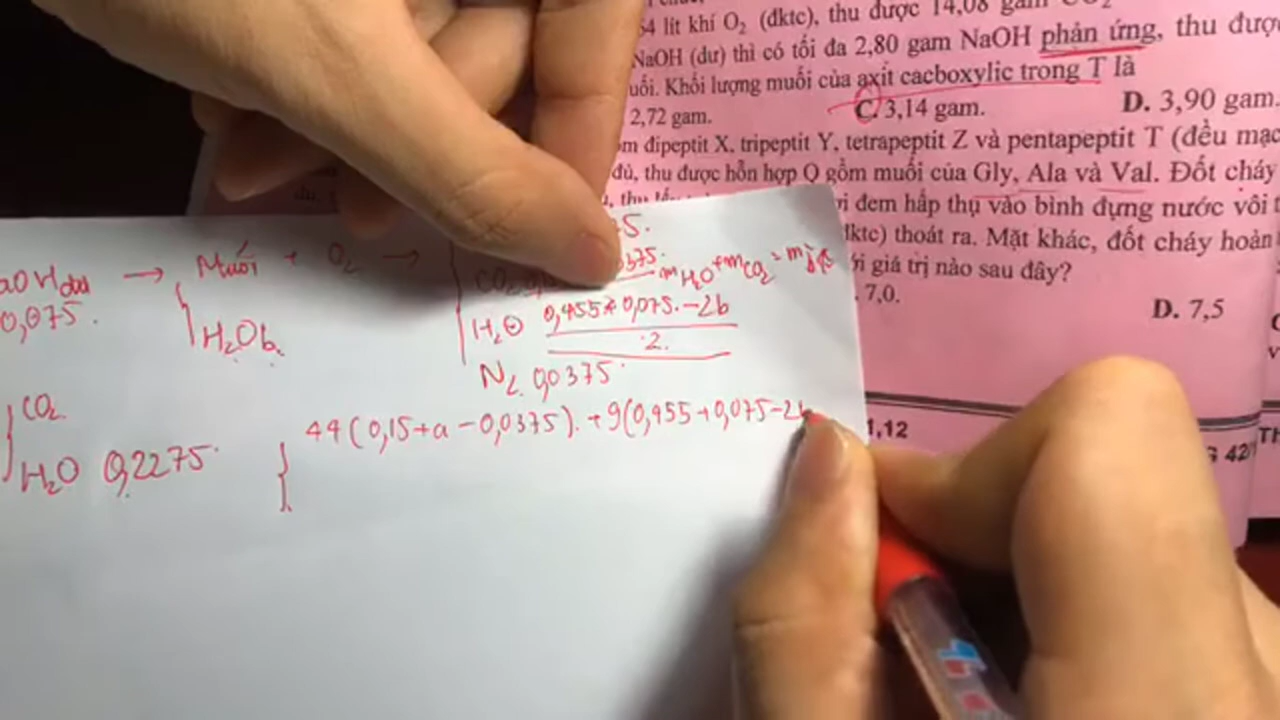 64 lít khí O₂ (đktc), thu được 14,08 gam CO₂
NaOH (dư) thì có tối đa 2,80 gam NaOH phản ứng, thu được
uối. Khối lượng muối của axit cacboxylic trong T là
2,72 gam. C. 3,14 gam. D. 3,90 gam.
đipeptit X, tripeptit Y, tetrapeptit Z và pentapeptit T (đều mạc
đủ, thu được hỗn hợp Q gồm muối của Gly, Ala và Val. Đốt cháy
đem hấp thụ vào bình đựng nước vôi t
đktc) thoát ra. Mặt khác, đốt cháy hoàn
giá trị nào sau đây?
7,0. D. 7,5
1,12
42/
aOH dư → Muối + O₂ →
0,075.
H₂O b.
CO₂
0375.
mH₂O + mCO₂ =
H₂O 0,455+0,075-2b
2.
N₂ 0,0375
CO₂
H₂O 0,2275
44(0,15+a-0,0375).+9(0,455+0,075-2b